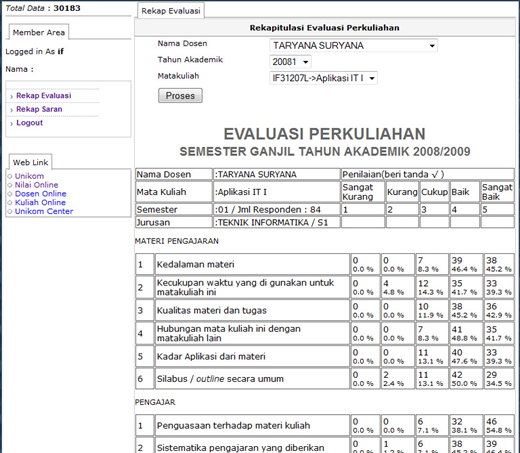 Total Data : 30183
Member Area
Logged in As if
Nama :
Rekap Evaluasi
Rekap Saran
Logout
Web Link
Unikom
Nilai Online
Dosen Online
Kuliah Online
Unikom Center
Rekap Evaluasi
Rekapitulasi Evaluasi Perkuliahan
Nama Dosen TARYANA SURYANA
Tahun Akademik 20081
Matakuliah IF31207L->Aplikasi IT I
Proses
EVALUASI PERKULIAHAN
SEMESTER GANJIL TAHUN AKADEMIK 2008/2009
Nama Dosen :TARYANA SURYANA Penilaian(beri tanda √ )
Mata Kuliah :Aplikasi IT I Sangat Kurang Kurang Cukup Baik Sangat Baik
Semester :01 / Jml Responden : 84 1 2 3 4 5
Jurusan :TEKNIK INFORMATIKA / S1
MATERI PENGAJARAN
1 Kedalaman materi 0 0 7 39 38
0.0 % 0.0 % 8.3 % 46.4 % 45.2 %
2 Kecukupan waktu yang di gunakan untuk 0 4 12 35 33
matakuliah ini 0.0 % 4.8 % 14.3 % 41.7 % 39.3 %
3 Kualitas materi dan tugas 0 0 10 38 36
0.0 % 0.0 % 11.9 % 45.2 % 42.9 %
4 Hubungan mata kuliah ini dengan 0 0 7 41 35
matakuliah lain 0.0 % 0.0 % 8.3 % 48.8 % 41.7 %
5 Kadar Aplikasi dari materi 0 0 11 40 33
0.0 % 0.0 % 13.1 % 47.6 % 39.3 %
6 Silabus / outline secara umum 0 2 11 42 29
0.0 % 2.4 % 13.1 % 50.0 % 34.5 %
PENGAJAR
1 Penguasaan terhadap materi kuliah 0 0 6 32 46
0.0 % 0.0 % 7.1 % 38.1 % 54.8 %
2 Sistematika pengajaran yang diberikan 0 1 6 38 39